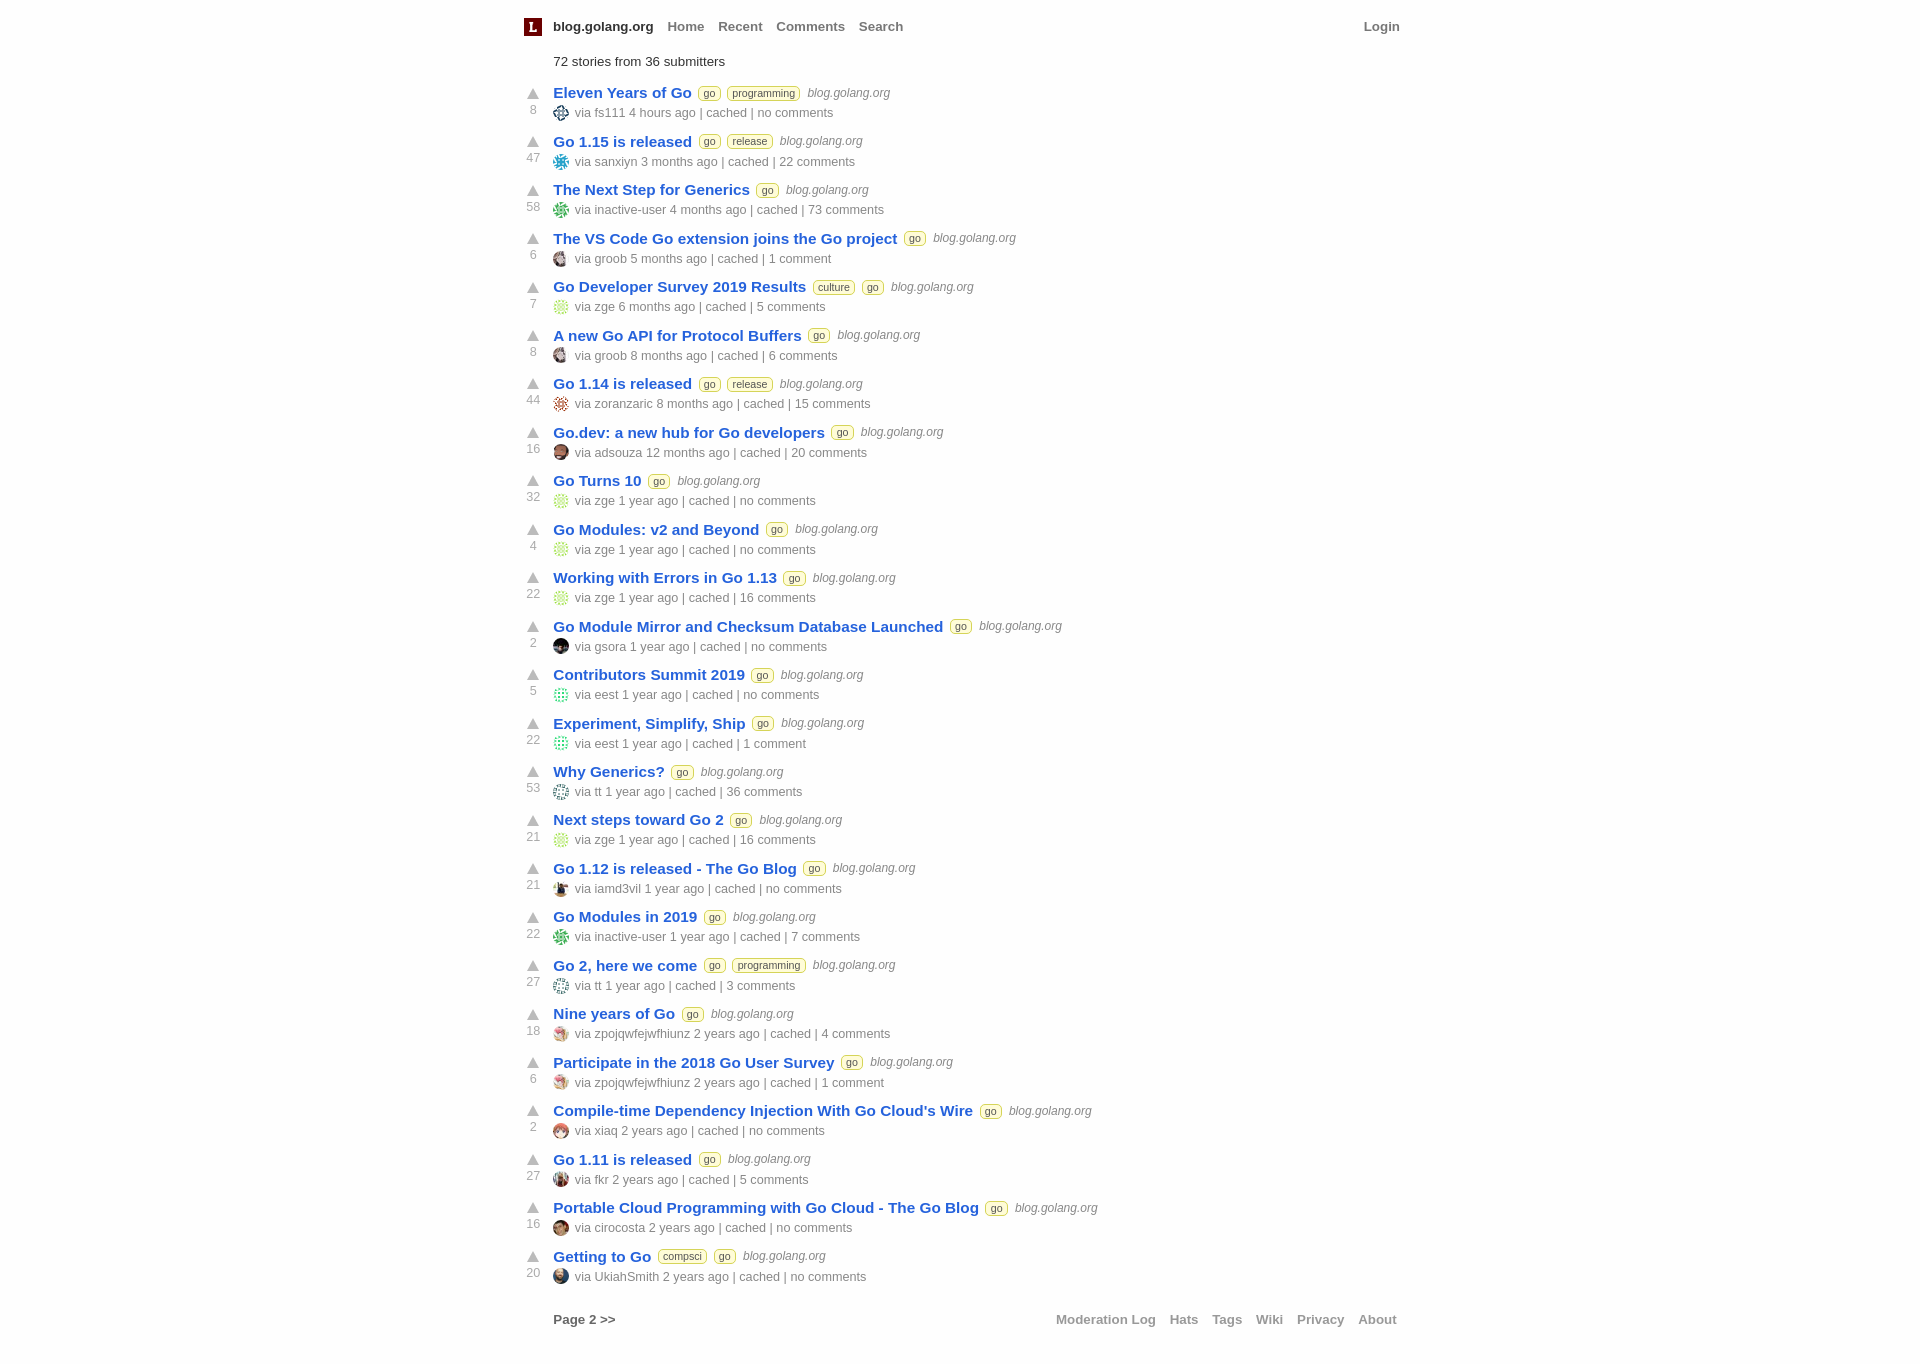 L blog.golang.org Home Recent Comments Search Login
72 stories from 36 submitters
Eleven Years of Go go programming blog.golang.org
8 via fs111 4 hours ago | cached | no comments
Go 1.15 is released go release blog.golang.org
47 via sanxiyn 3 months ago | cached | 22 comments
The Next Step for Generics go blog.golang.org
58 via inactive-user 4 months ago | cached | 73 comments
The VS Code Go extension joins the Go project go blog.golang.org
6 via groob 5 months ago | cached | 1 comment
Go Developer Survey 2019 Results culture go blog.golang.org
7 via zge 6 months ago | cached | 5 comments
A new Go API for Protocol Buffers go blog.golang.org
8 via groob 8 months ago | cached | 6 comments
Go 1.14 is released go release blog.golang.org
44 via zoranzaric 8 months ago | cached | 15 comments
Go.dev: a new hub for Go developers go blog.golang.org
16 via adsouza 12 months ago | cached | 20 comments
Go Turns 10 go blog.golang.org
32 via zge 1 year ago | cached | no comments
Go Modules: v2 and Beyond go blog.golang.org
4 via zge 1 year ago | cached | no comments
Working with Errors in Go 1.13 go blog.golang.org
22 via zge 1 year ago | cached | 16 comments
Go Module Mirror and Checksum Database Launched go blog.golang.org
2 via gsora 1 year ago | cached | no comments
Contributors Summit 2019 go blog.golang.org
5 via eest 1 year ago | cached | no comments
Experiment, Simplify, Ship go blog.golang.org
22 via eest 1 year ago | cached | 1 comment
Why Generics? go blog.golang.org
53 via tt 1 year ago | cached | 36 comments
Next steps toward Go 2 go blog.golang.org
21 via zge 1 year ago | cached | 16 comments
Go 1.12 is released - The Go Blog go blog.golang.org
21 via iamd3vil 1 year ago | cached | no comments
Go Modules in 2019 go blog.golang.org
22 via inactive-user 1 year ago | cached | 7 comments
Go 2, here we come go programming blog.golang.org
27 via tt 1 year ago | cached | 3 comments
Nine years of Go go blog.golang.org
18 via zpojqwfejwfhiunz 2 years ago | cached | 4 comments
Participate in the 2018 Go User Survey go blog.golang.org
6 via zpojqwfejwfhiunz 2 years ago | cached | 1 comment
Compile-time Dependency Injection With Go Cloud's Wire go blog.golang.org
2 via xiaq 2 years ago | cached | no comments
Go 1.11 is released go blog.golang.org
27 via fkr 2 years ago | cached | 5 comments
Portable Cloud Programming with Go Cloud - The Go Blog go blog.golang.org
16 via cirocosta 2 years ago | cached | no comments
Getting to Go compsci go blog.golang.org
20 via UkiahSmith 2 years ago | cached | no comments
Page 2 >> Moderation Log Hats Tags Wiki Privacy About